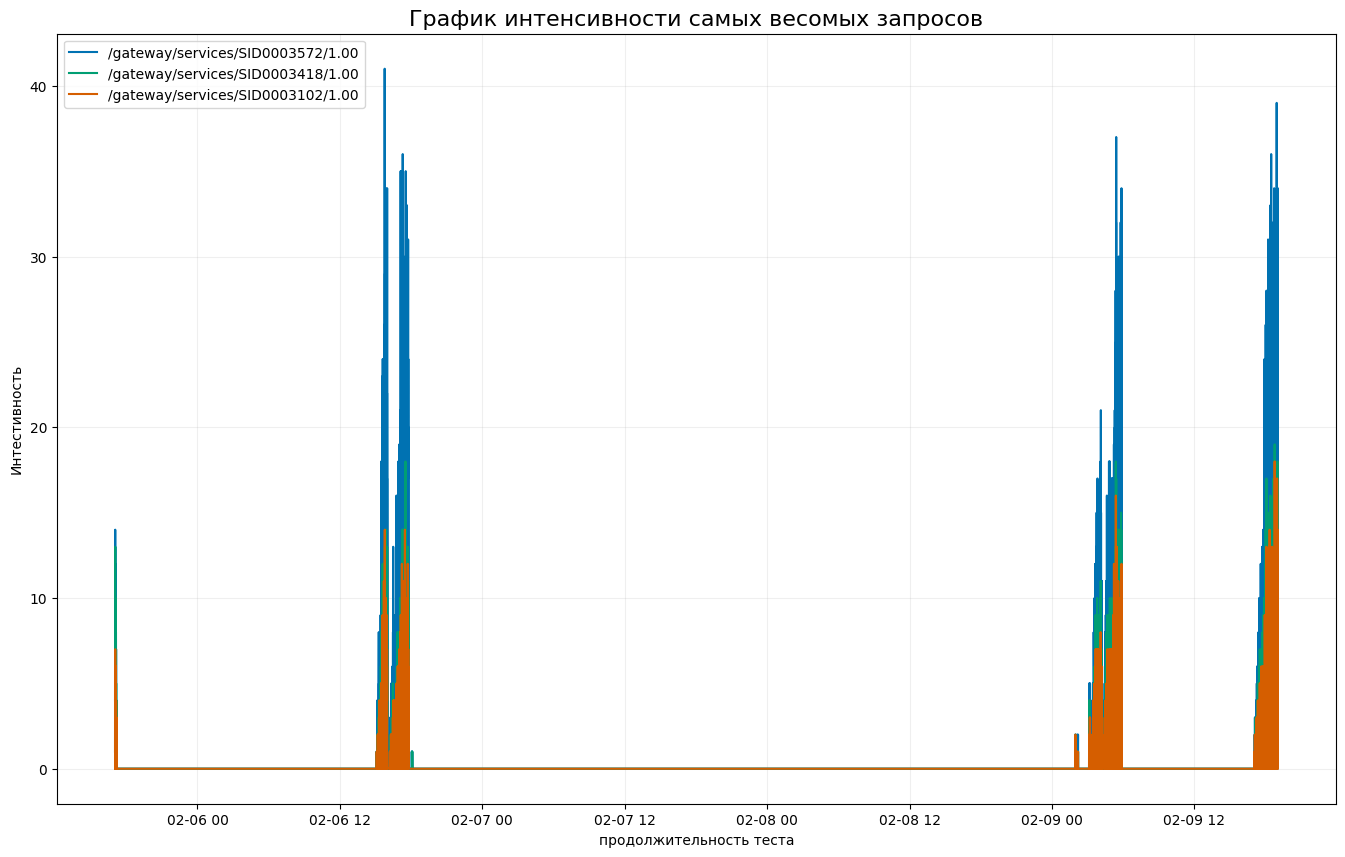 График интенсивности самых весомых запросов
/gateway/services/SID0003572/1.00
/gateway/services/SID0003418/1.00
/gateway/services/SID0003102/1.00
40
30
20
10
0
Интестивность
02-06 00
02-06 12
02-07 00
02-07 12
02-08 00
02-08 12
02-09 00
02-09 12
продолжительность теста